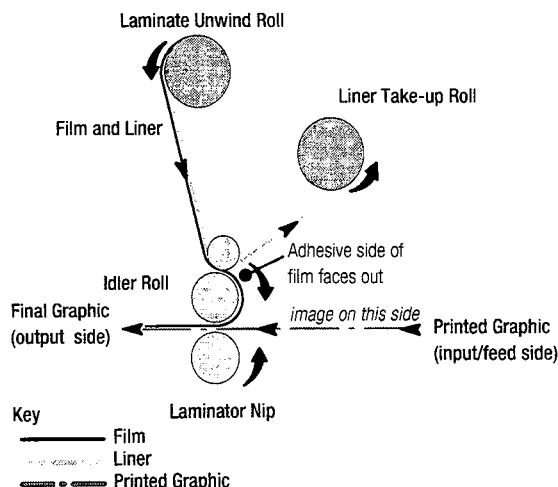 Laminate Unwind Roll
Liner Take-up Roll
Film and Liner
Adhesive side of
film faces out
Idler Roll
Final Graphic
(output side)
image on this side
Printed Graphic
(input/feed side)
Laminator Nip
Key
Film
Liner
Printed Graphic